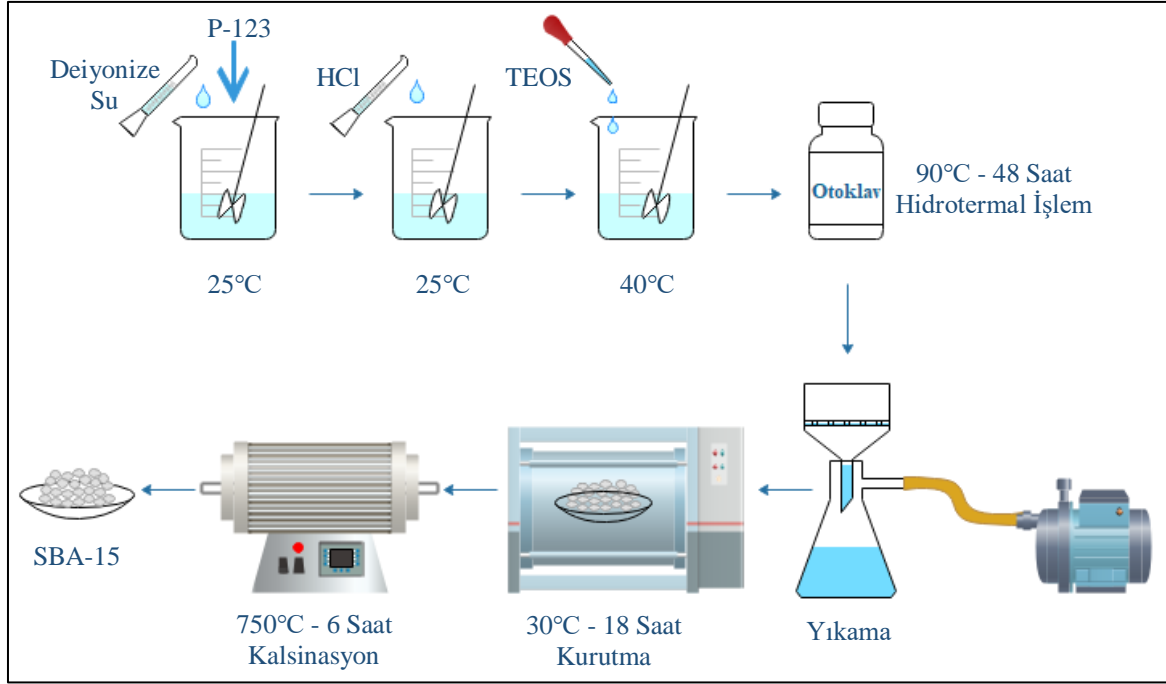 P-123
Deiyonize
Su
HCl
TEOS
25°C
25°C
40°C
Otoklav
90°C - 48 Saat
Hidrotermal İşlem
SBA-15
750°C - 6 Saat
Kalsinasyon
30°C - 18 Saat
Kurutma
Yıkama